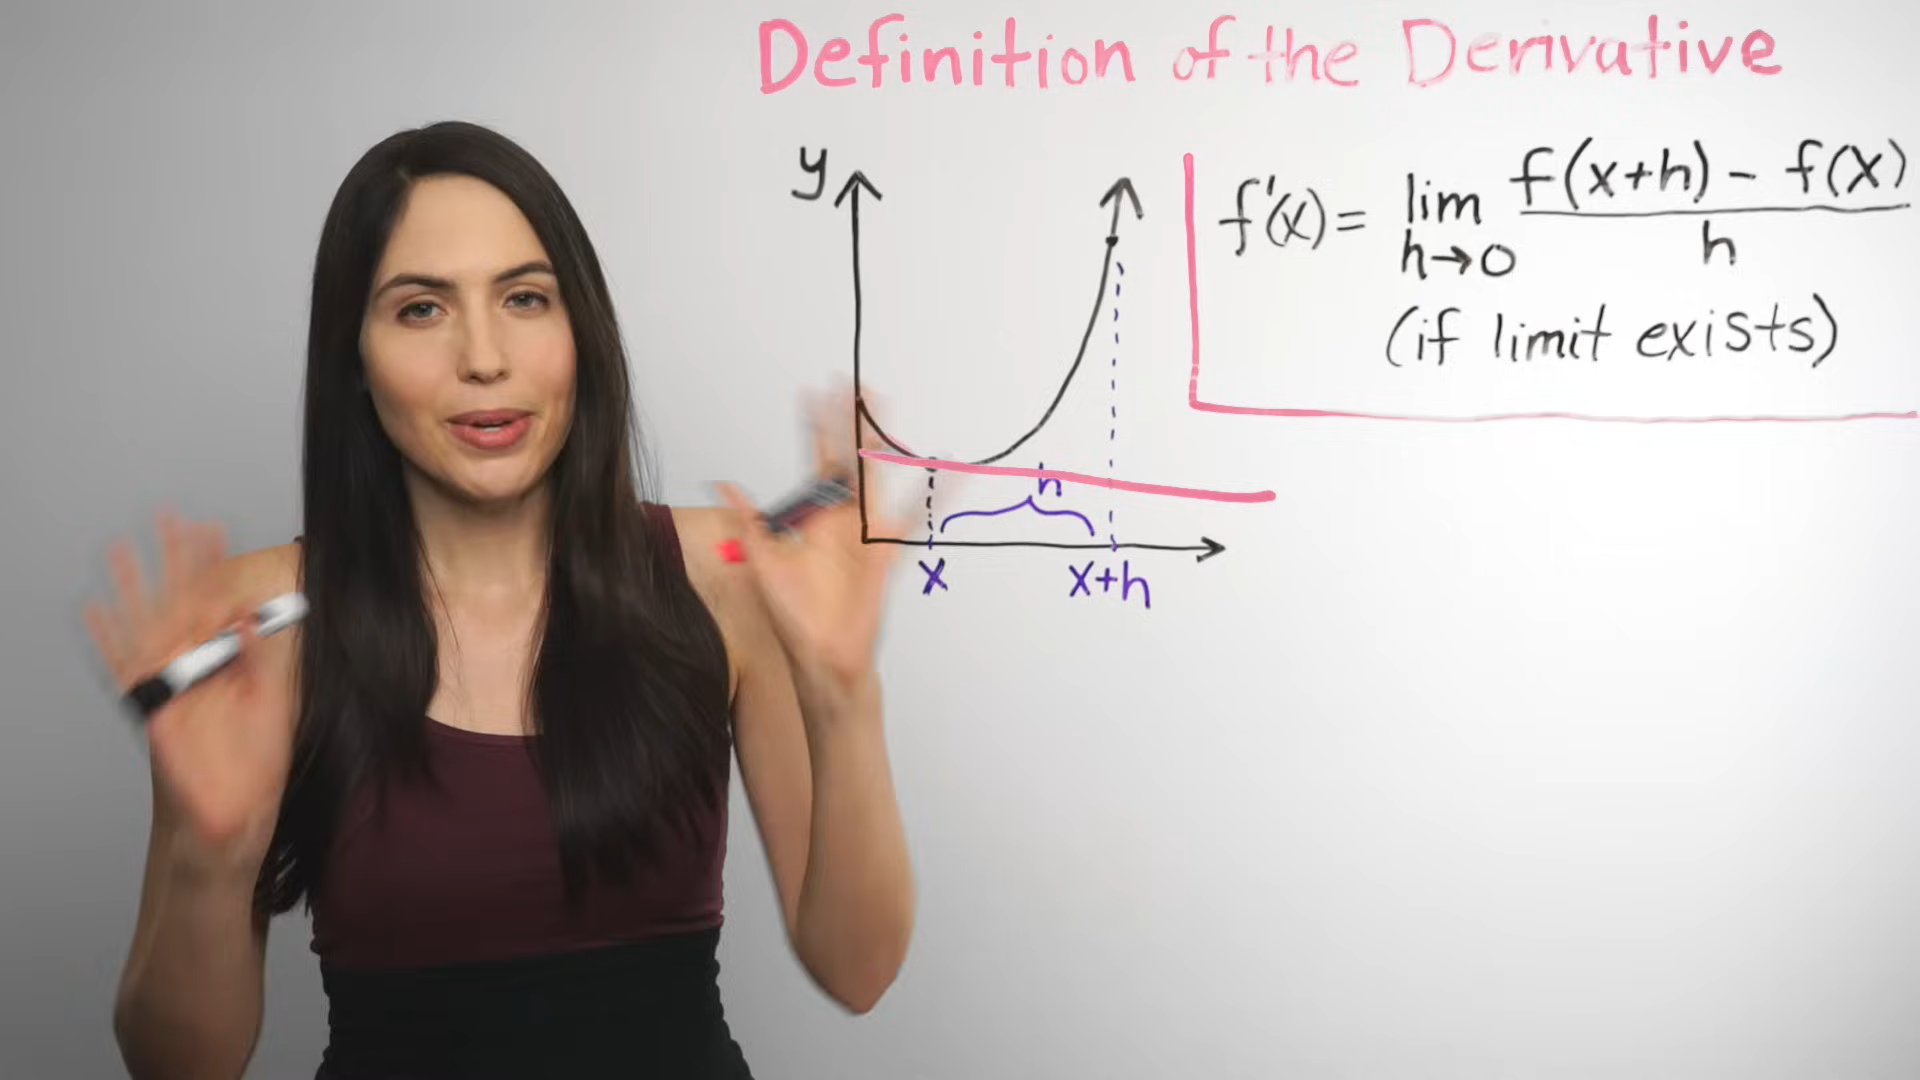 Definition of the Derivative
y
f'(x) = lim h→0 f(x+h) - f(x) / h
(if limit exists)
h
x x+h